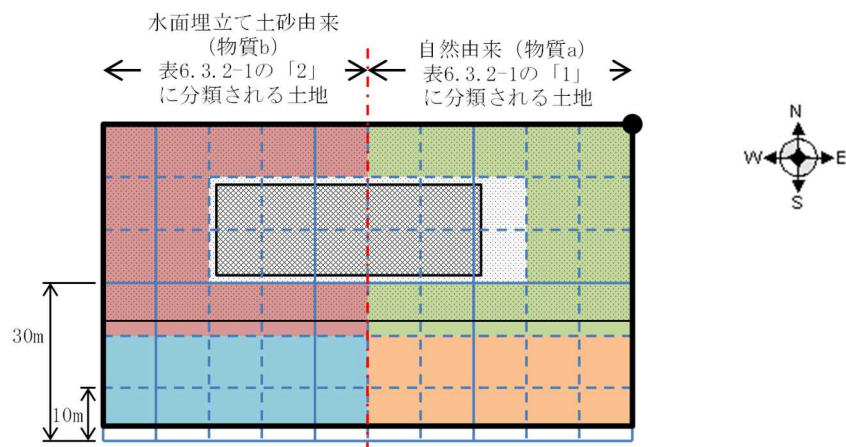 水面埋立て土砂由来
(物質b)
表6.3.2-1の「2」
に分類される土地
自然由来（物質a）
表6.3.2-1の「1」
に分類される土地
N
W
E
S
30m
10m